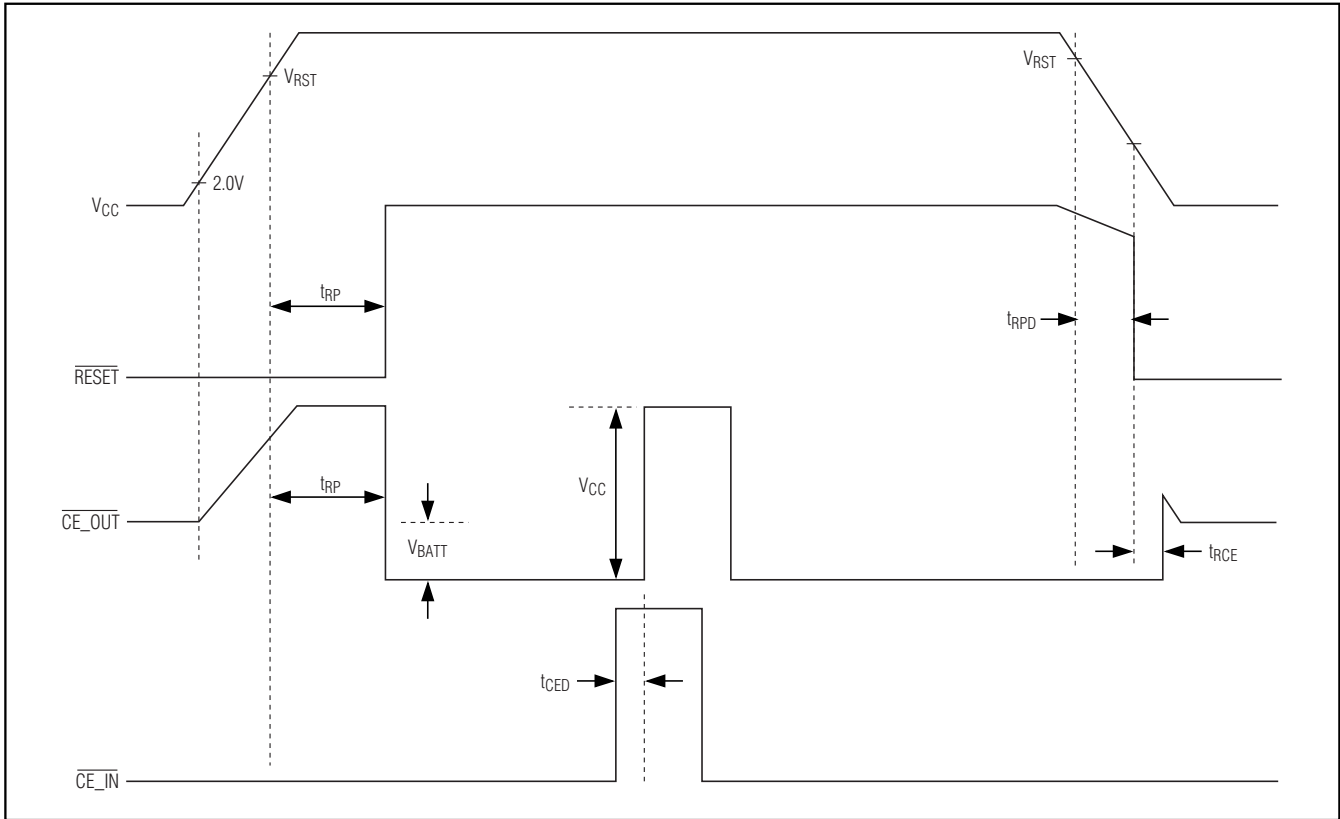 VRST
VRST
2.0V
VCC
tRP
tRPD
RESET
tRP
VCC
CE_OUT
VBATT
tRCE
tCED
CE_IN